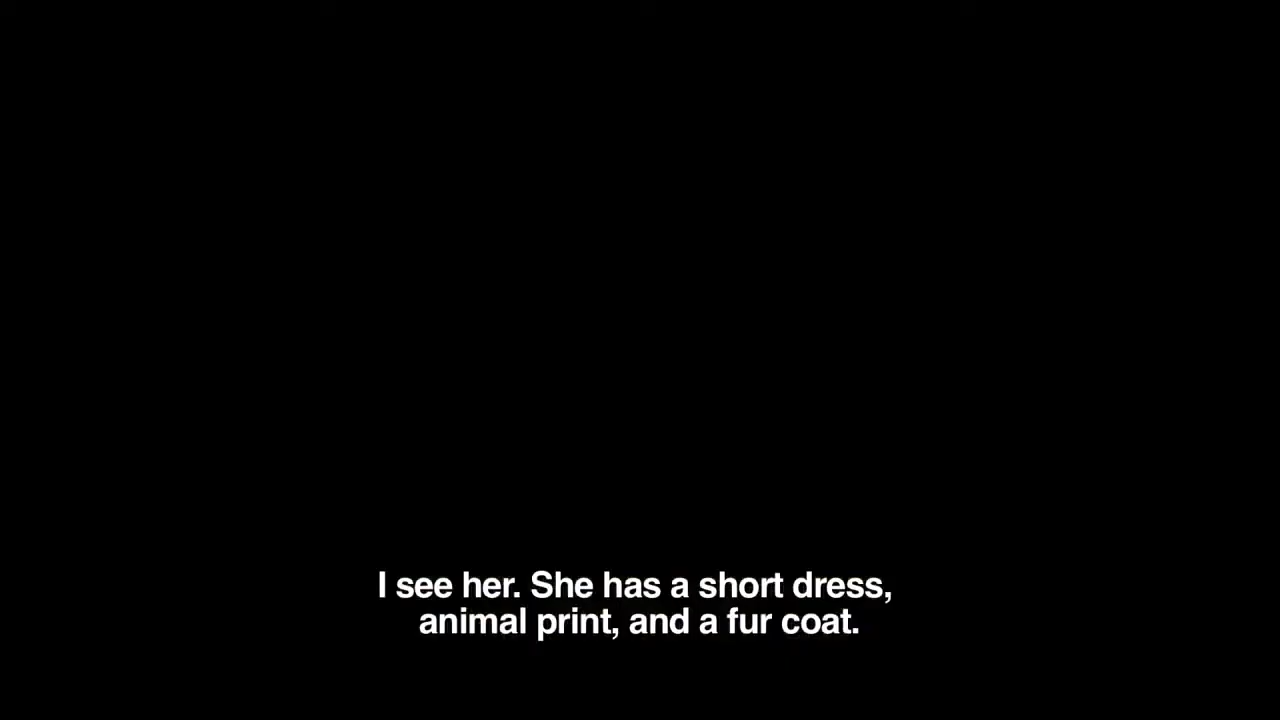 I see her. She has a short dress,
animal print, and a fur coat.